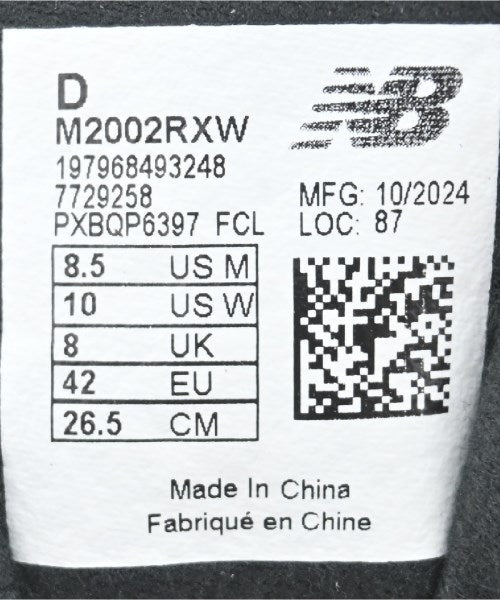 D
M2002RXW
197968493248
7729258
PXBQP6397 FCL
MFG: 10/2024
LOC: 87
8.5 US M
10 US W
8 UK
42 EU
26.5 CM
NB
Made In China
Fabriqué en Chine